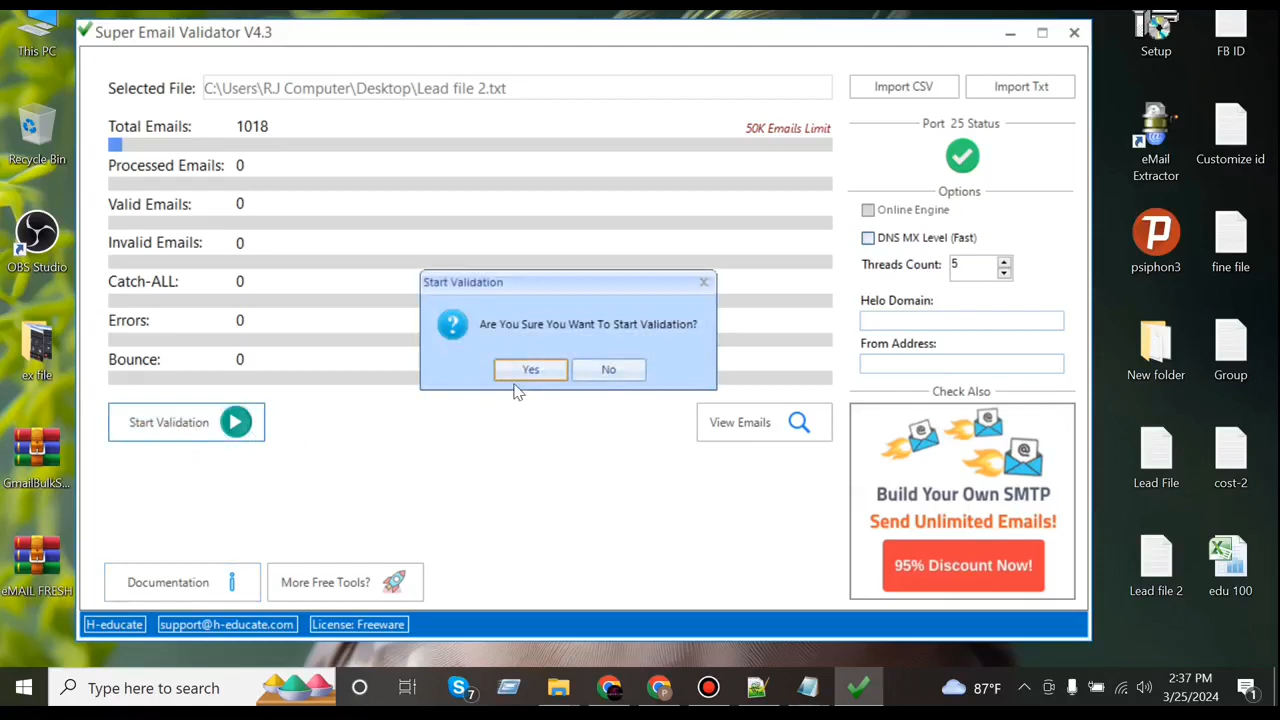 This PC
Recycle Bin
OBS Studio
ex file
GmailBulkS...
eMAIL FRESH
Super Email Validator V4.3
Selected File: C:\Users\R.J Computer\Desktop\Lead file 2.txt
Import CSV
Import Txt
Total Emails: 1018
50K Emails Limit
Processed Emails: 0
Valid Emails: 0
Invalid Emails: 0
Catch-ALL: 0
Errors: 0
Bounce: 0
Port 25 Status
Options
Online Engine
DNS MX Level (Fast)
Threads Count: 5
Helo Domain:
From Address:
Check Also
Start Validation
?
Are You Sure You Want To Start Validation?
Yes
No
Start Validation
View Emails
Build Your Own SMTP
Send Unlimited Emails!
95% Discount Now!
Documentation
More Free Tools?
H-educate
support@h-educate.com
License: Freeware
Setup
FB ID
eMail
Extractor
Customize id
psiphon3
fine file
New folder
Group
Lead File
cost-2
Lead file 2
edu 100
Type here to search
7
87°F
2:37 PM
3/25/2024
1